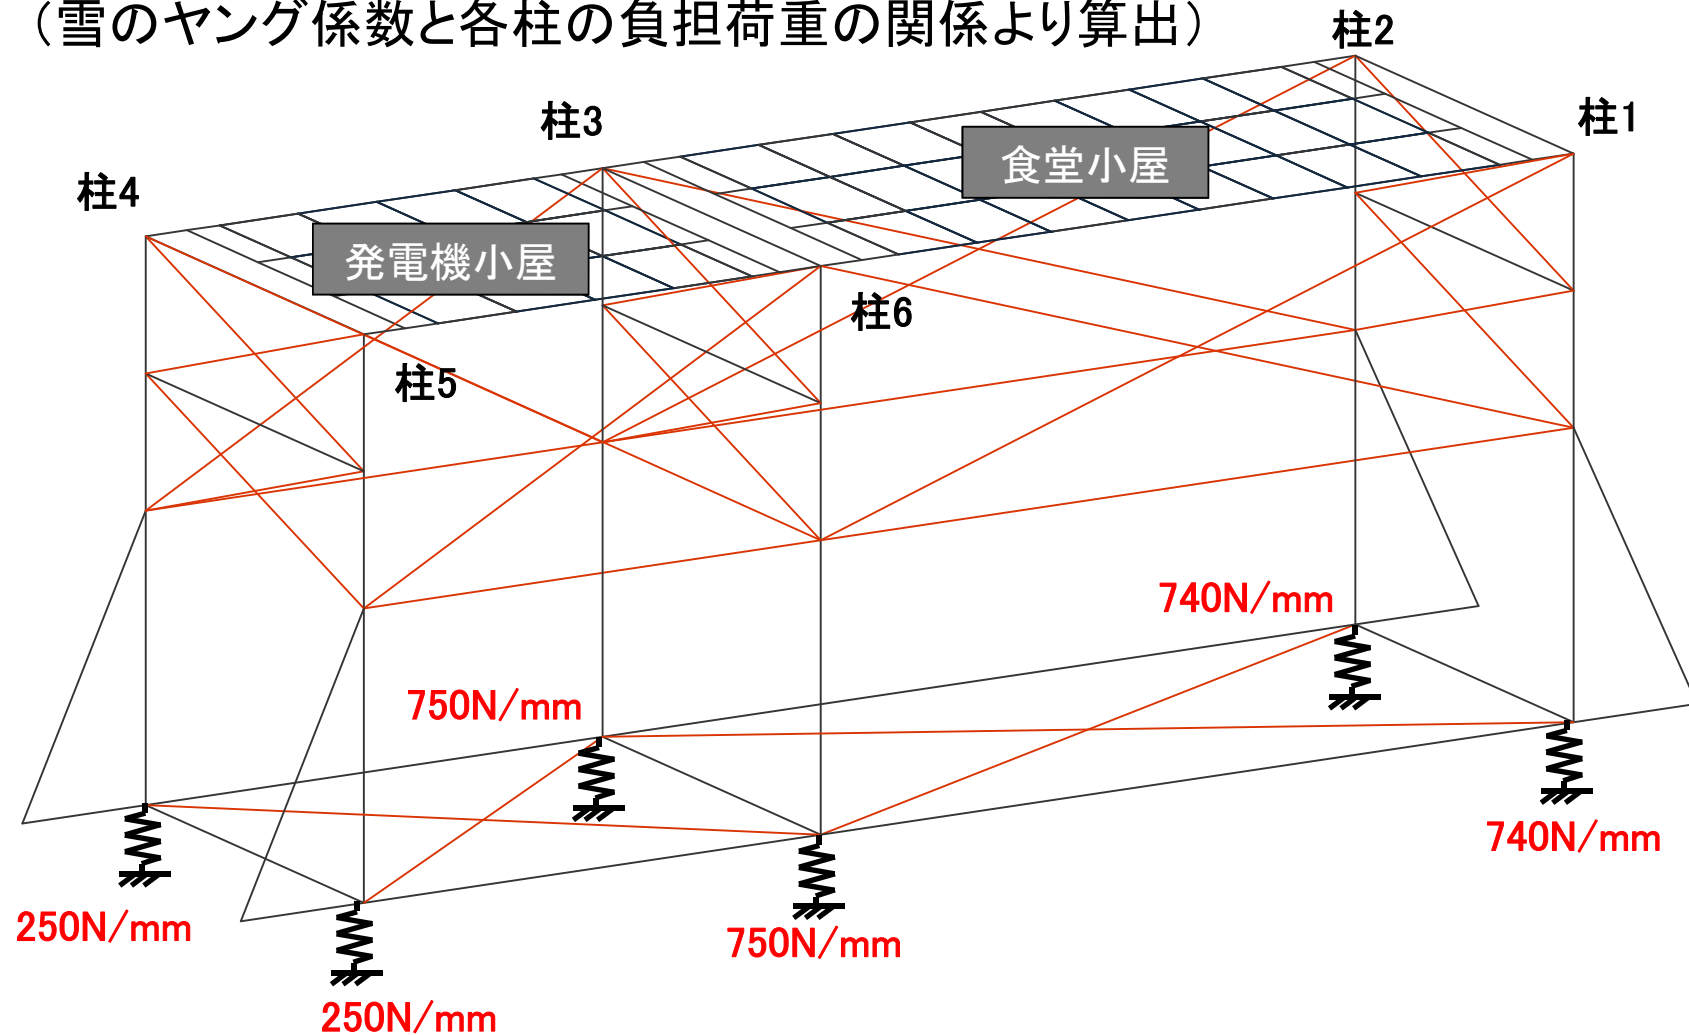 （雪のヤング係数と各柱の負担荷重の関係より算出）
柱2
柱3
柱1
食堂小屋
柱4
発電機小屋
柱6
柱5
740N/mm
750N/mm
740N/mm
250N/mm
750N/mm
250N/mm